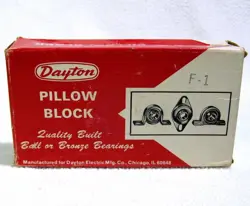 Dayton
F-1
PILLOW
BLOCK
Quality Built
Ball or Bronze Bearings
Manufactured for Dayton Electric Mfg. Co., Chicago, IL 60648